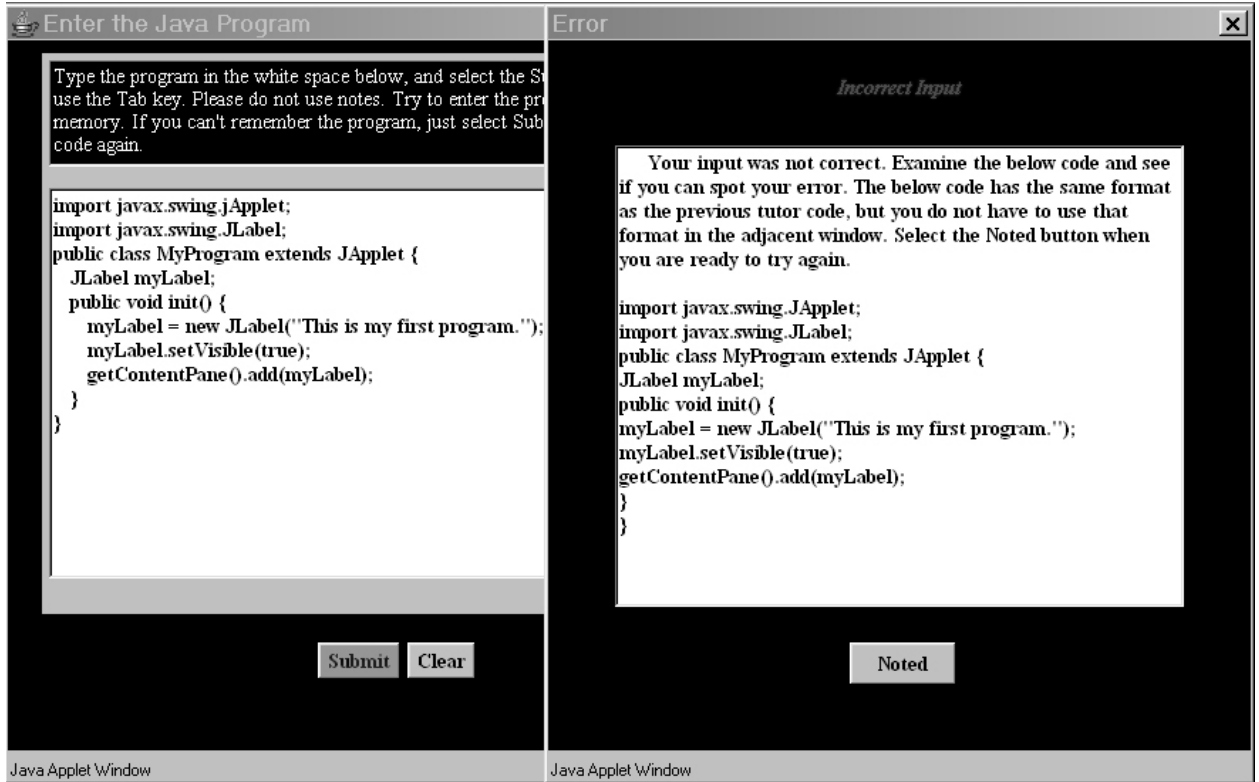 Enter the Java Program
Type the program in the white space below, and select the
use the Tab key. Please do not use notes. Try to enter the
memory. If you can't remember the program, just select
code again.
import javax.swing.jApplet;
import javax.swing.JLabel;
public class MyProgram extends JApplet {
JLabel myLabel;
public void init() {
myLabel = new JLabel("This is my first program.");
myLabel.setVisible(true);
getContentPane().add(myLabel);
}
}
Submit Clear
Java Applet Window
Error
Incorrect Input
Your input was not correct. Examine the below code and see
if you can spot your error. The below code has the same format
as the previous tutor code, but you do not have to use that
format in the adjacent window. Select the Noted button when
you are ready to try again.
import javax.swing.JApplet;
import javax.swing.JLabel;
public class MyProgram extends JApplet {
JLabel myLabel;
public void init() {
myLabel = new JLabel("This is my first program.");
myLabel.setVisible(true);
getContentPane().add(myLabel);
}
}
Noted
Java Applet Window